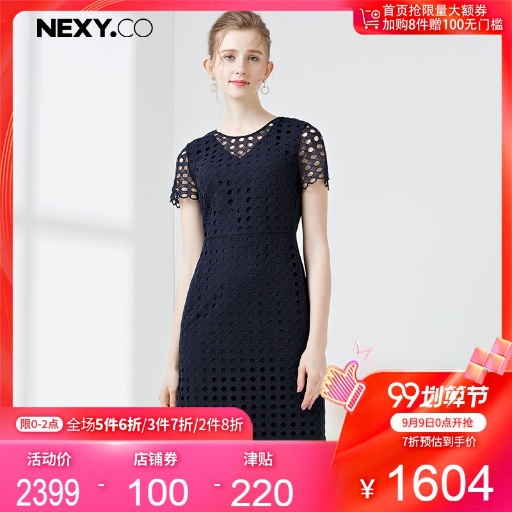 NEXY.CO
首页抢限量大额券
加购8件赠100无门槛
99划算节
9月9日0点开抢
限0-2点 全场5件6折/3件7折/2件8折
7折预估到手价
活动价 店铺券 津贴
2399 - 100 - 220
¥ 1604